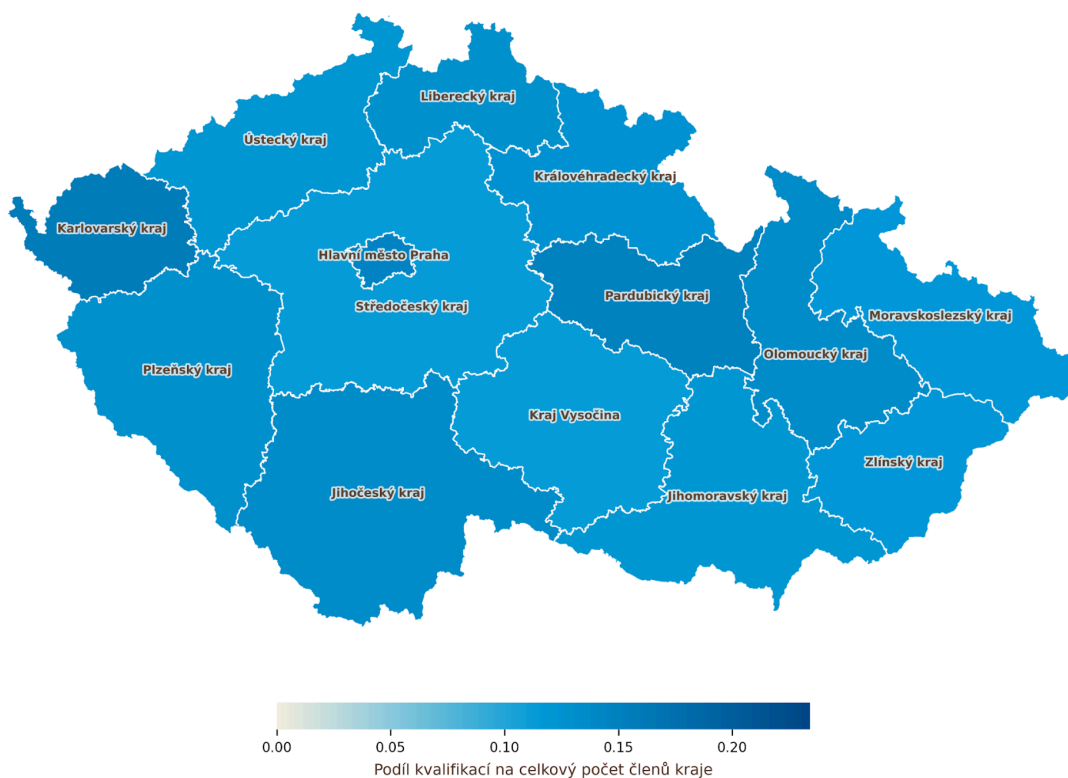 Liberecký kraj
Ústecký kraj
Královéhradecký kraj
Karlovarský kraj
Hlavní město Praha
Pardubický kraj
Středočeský kraj
Moravskoslezský kraj
Olomoucký kraj
Plzeňský kraj
Kraj Vysočina
Zlínský kraj
Jihočeský kraj
Jihomoravský kraj
0.00 0.05 0.10 0.15 0.20
Podíl kvalifikací na celkový počet členů kraje